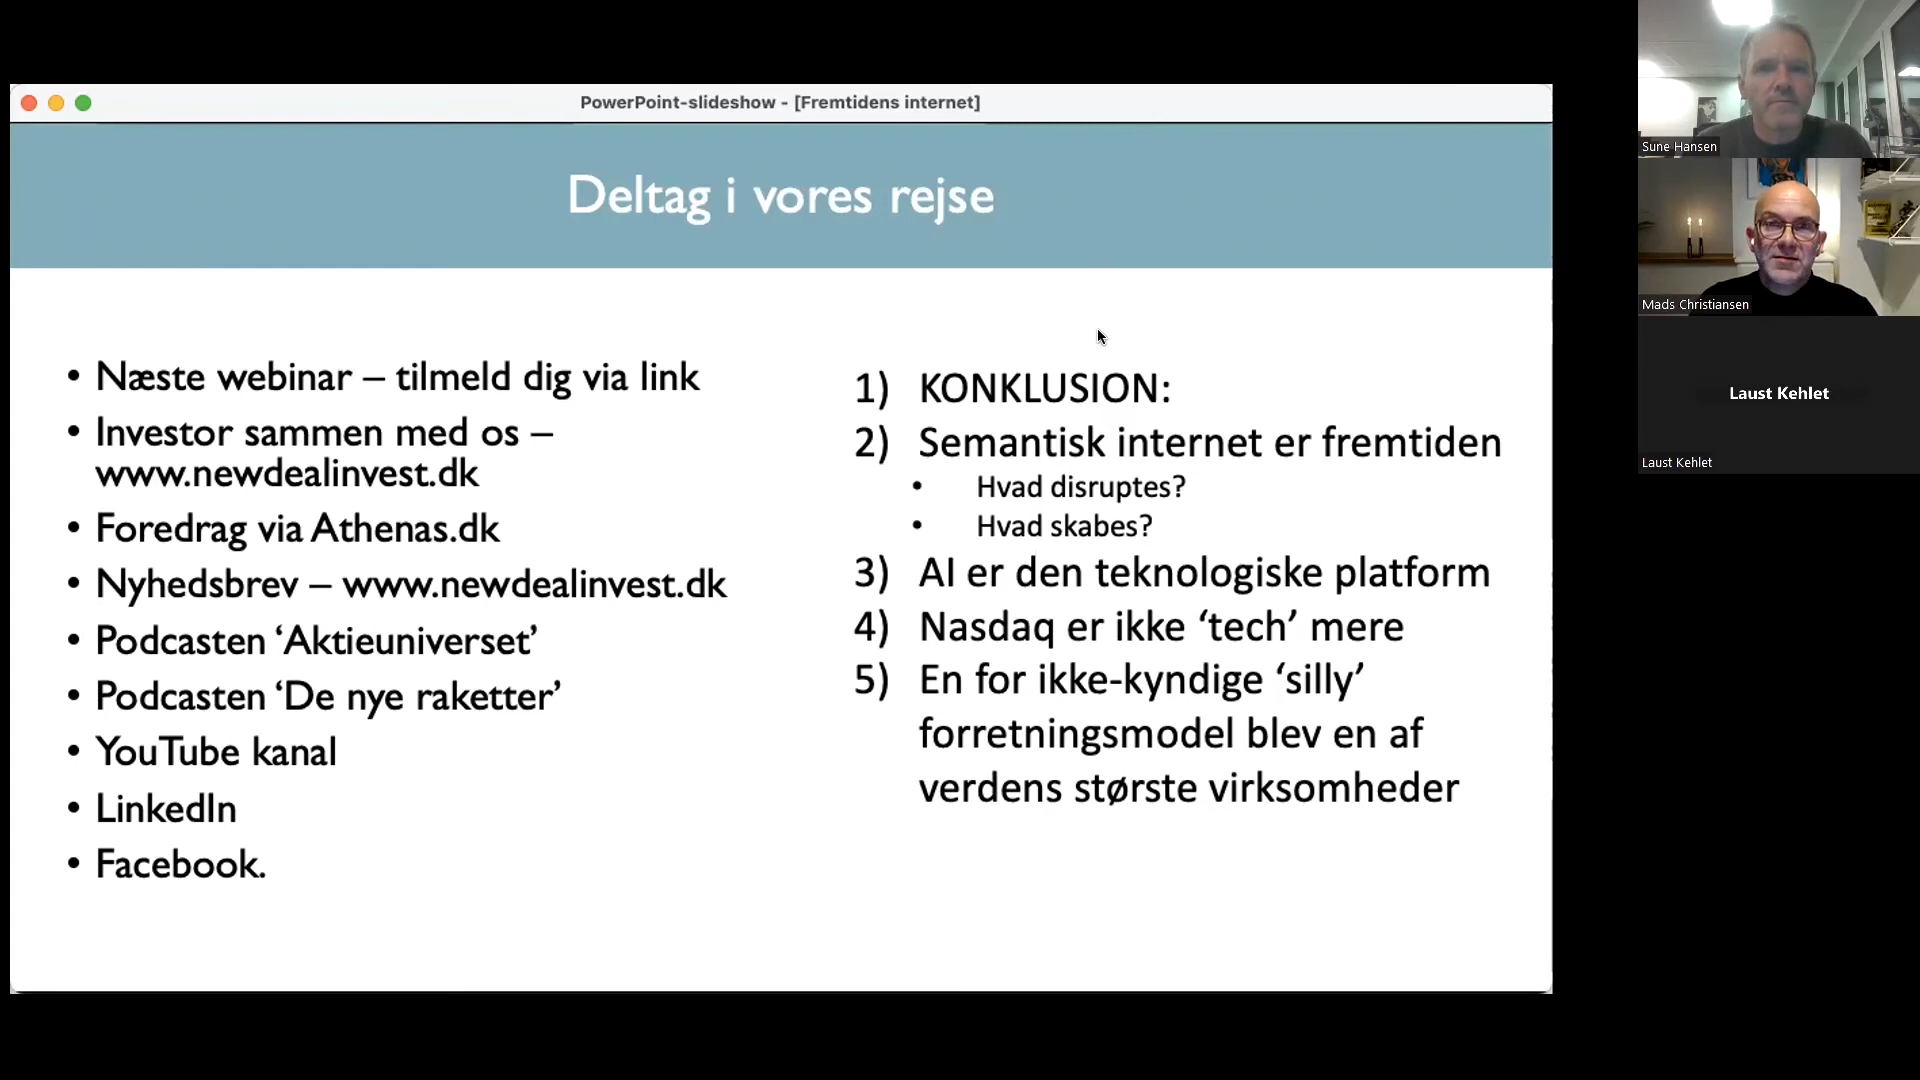 PowerPoint-slideshow - [Fremtidens internet]
Deltag i vores rejse
• Næste webinar – tilmeld dig via link
• Investor sammen med os –
www.newdealinvest.dk
• Foredrag via Athenas.dk
• Nyhedsbrev – www.newdealinvest.dk
• Podcasten ‘Aktieuniverset’
• Podcasten ‘De nye raketter’
• YouTube kanal
• LinkedIn
• Facebook.
1) KONKLUSION:
2) Semantisk internet er fremtiden
• Hvad disruptes?
• Hvad skabes?
3) AI er den teknologiske platform
4) Nasdaq er ikke ‘tech’ mere
5) En for ikke-kyndige ‘silly’
forretningsmodel blev en af
verdens største virksomheder
Sune Hansen
Mads Christiansen
Laust Kehlet
Laust Kehlet